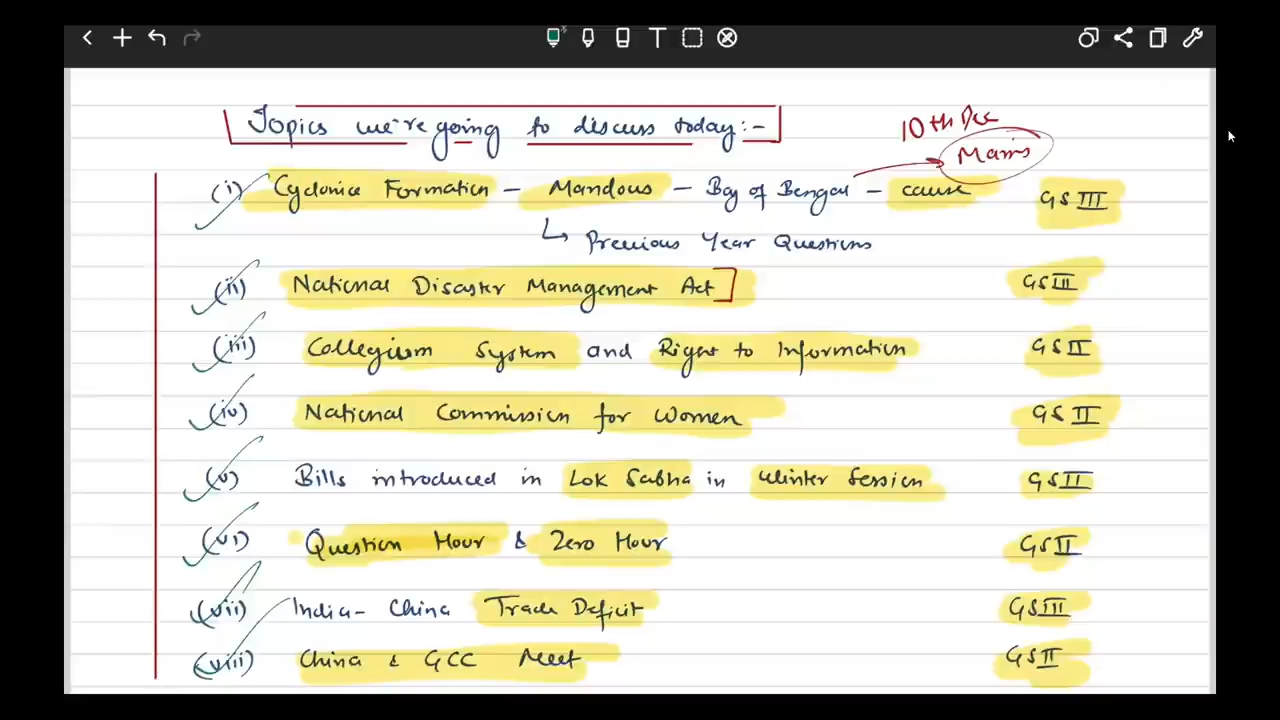 Topics we're going to discuss today:-
10th Dec
Mains
(i) Cyclonic Formation - Mandous - Bay of Bengal - cause GS III
↳ Previous Year Questions
(ii) National Disaster Management Act] GS III
(iii) Collegium System and Right to Information GS II
(iv) National Commission for Women GS II
(v) Bills introduced in Lok Sabha in Winter Session GS II
(vi) Question Hour & Zero Hour GS II
(vii) India- China Trade Deficit GS III
(viii) China & GCC Meet GS II